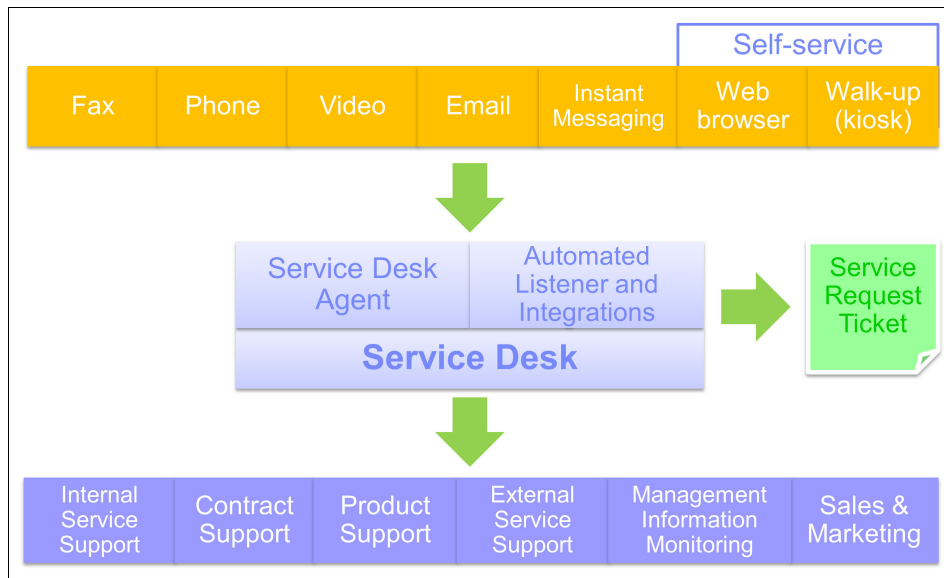 Self-service
Fax
Phone
Video
Email
Instant
Messaging
Web
browser
Walk-up
(kiosk)
Service Desk
Agent
Automated
Listener and
Integrations
Service Desk
Service
Request
Ticket
Internal
Service
Support
Contract
Support
Product
Support
External
Service
Support
Management
Information
Monitoring
Sales &
Marketing